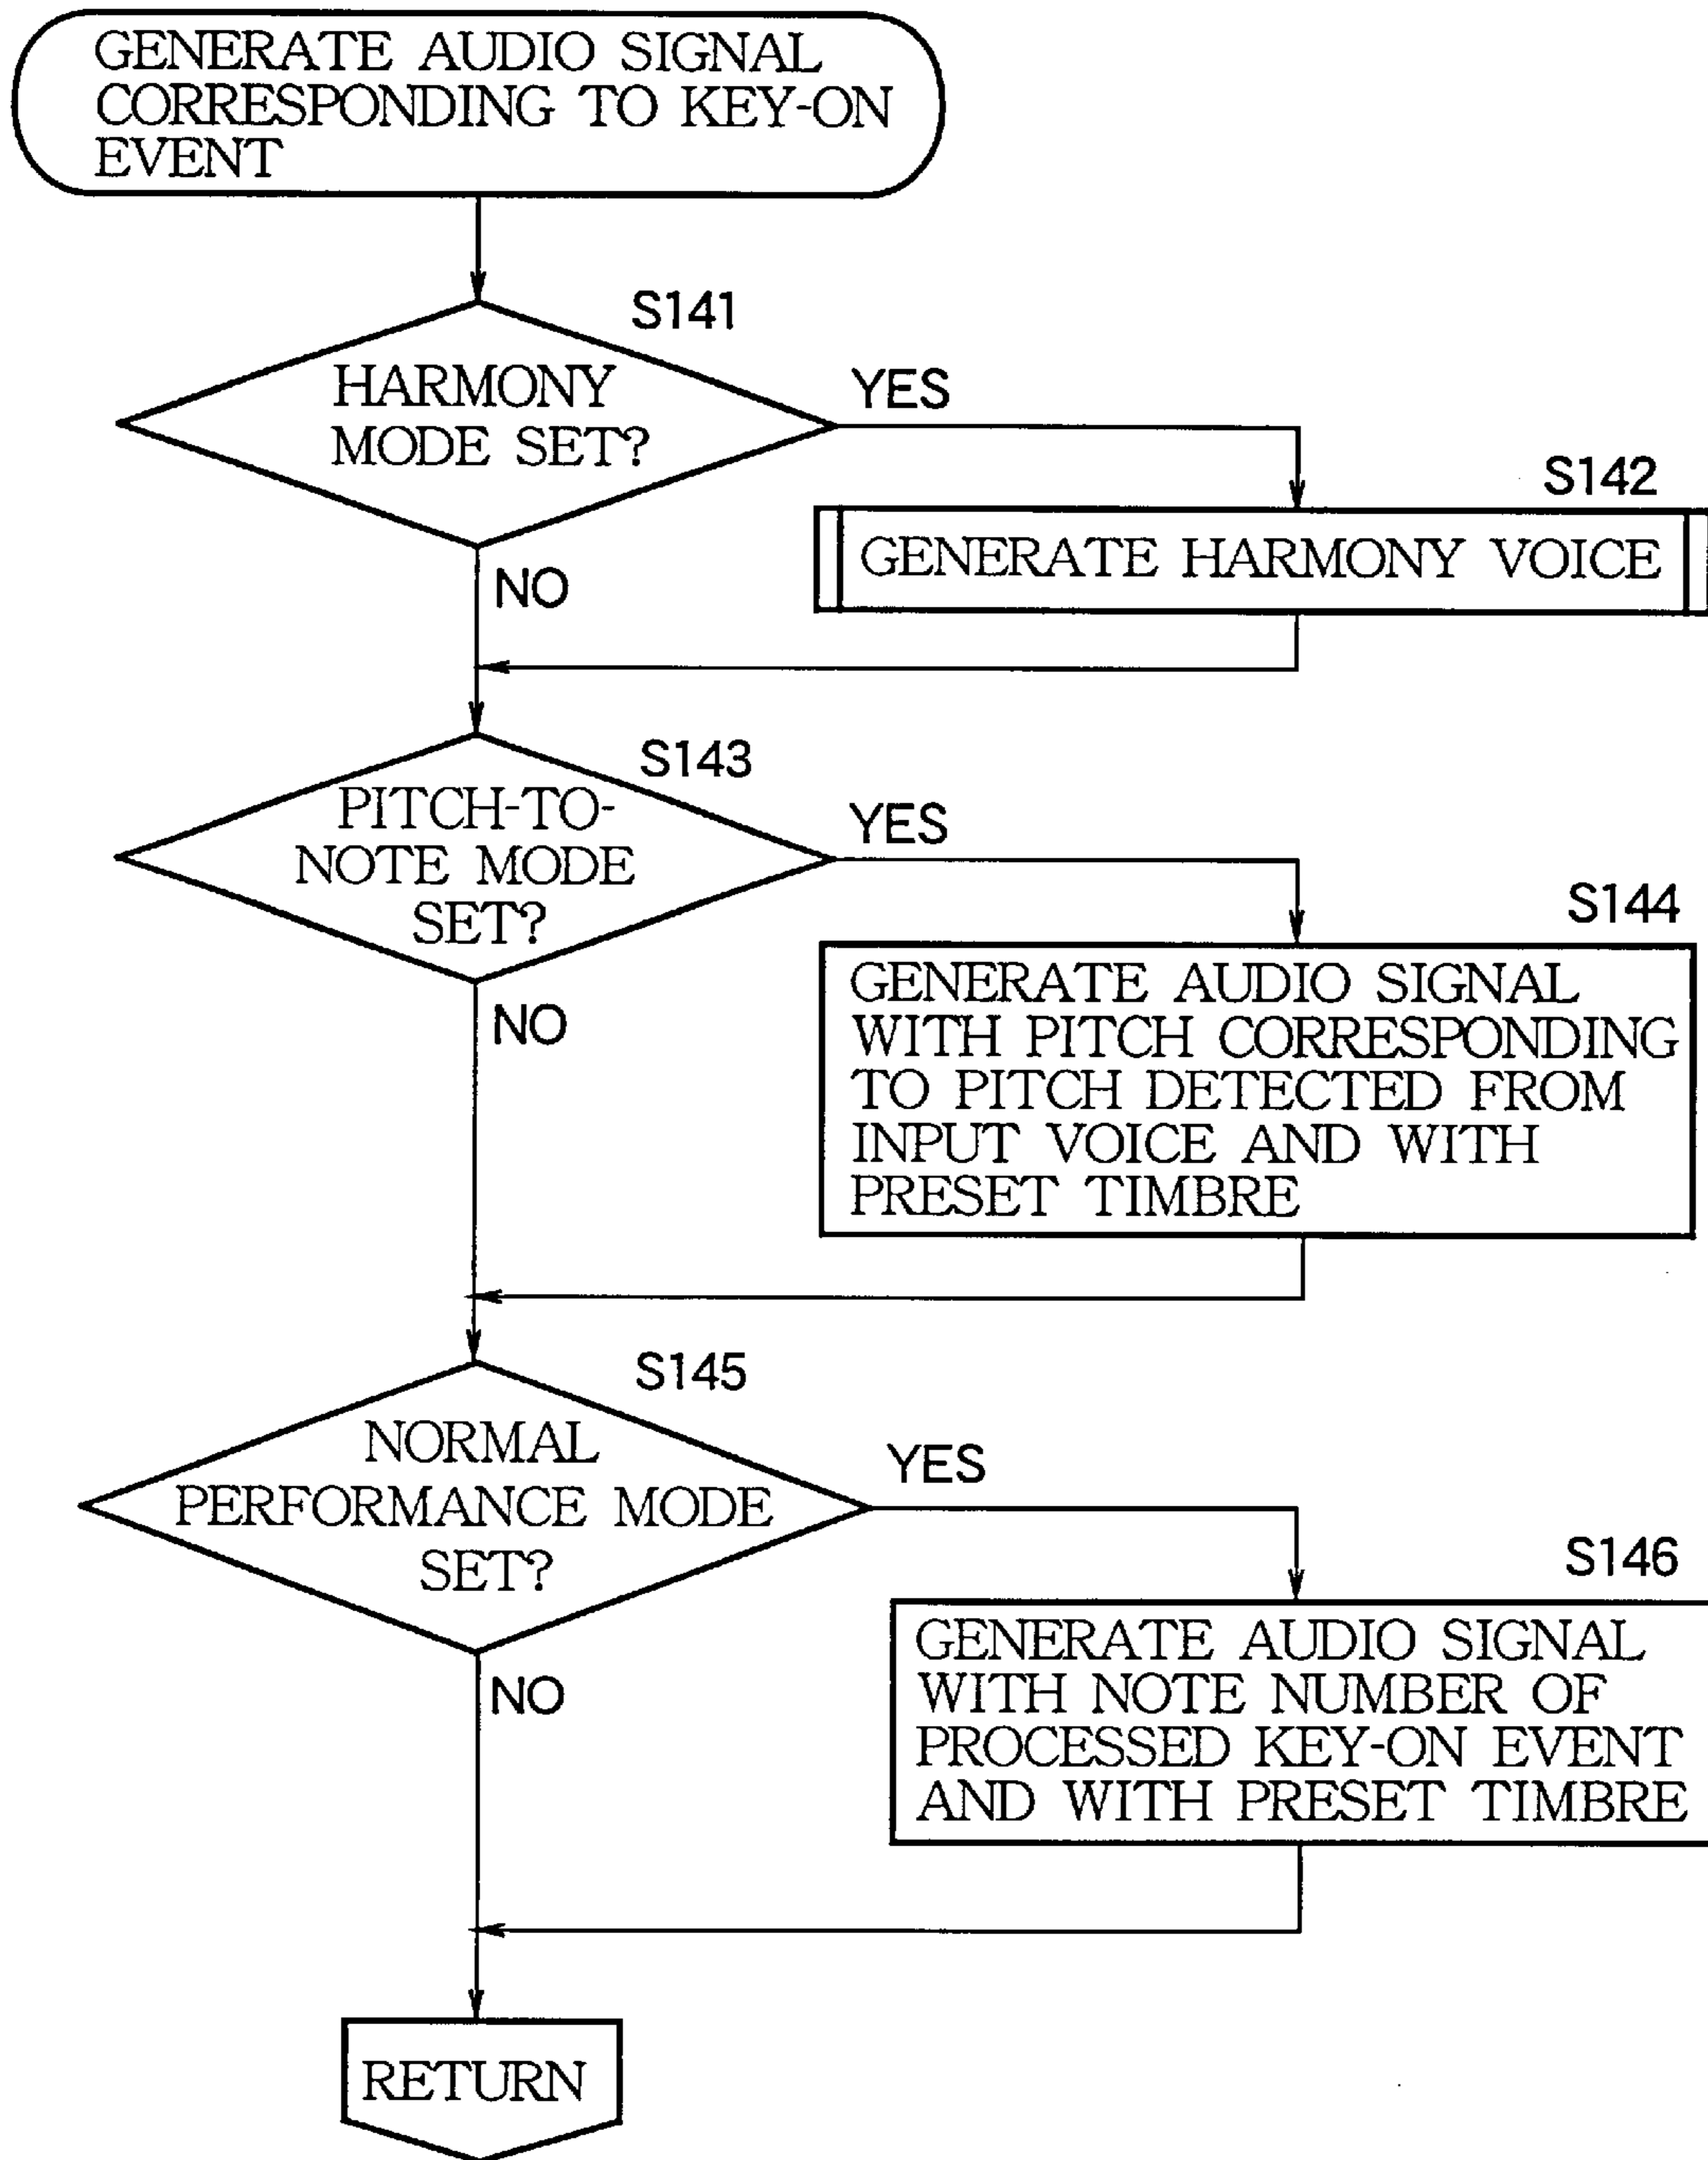 GENERATE AUDIO SIGNAL
CORRESPONDING TO KEY-ON
EVENT
S141
HARMONY
MODE SET?
YES
S142
GENERATE HARMONY VOICE
NO
S143
PITCH-TO-
NOTE MODE
SET?
YES
S144
GENERATE AUDIO SIGNAL
WITH PITCH CORRESPONDING
TO PITCH DETECTED FROM
INPUT VOICE AND WITH
PRESET TIMBRE
NO
S145
NORMAL
PERFORMANCE MODE
SET?
YES
S146
GENERATE AUDIO SIGNAL
WITH NOTE NUMBER OF
PROCESSED KEY-ON EVENT
AND WITH PRESET TIMBRE
NO
RETURN